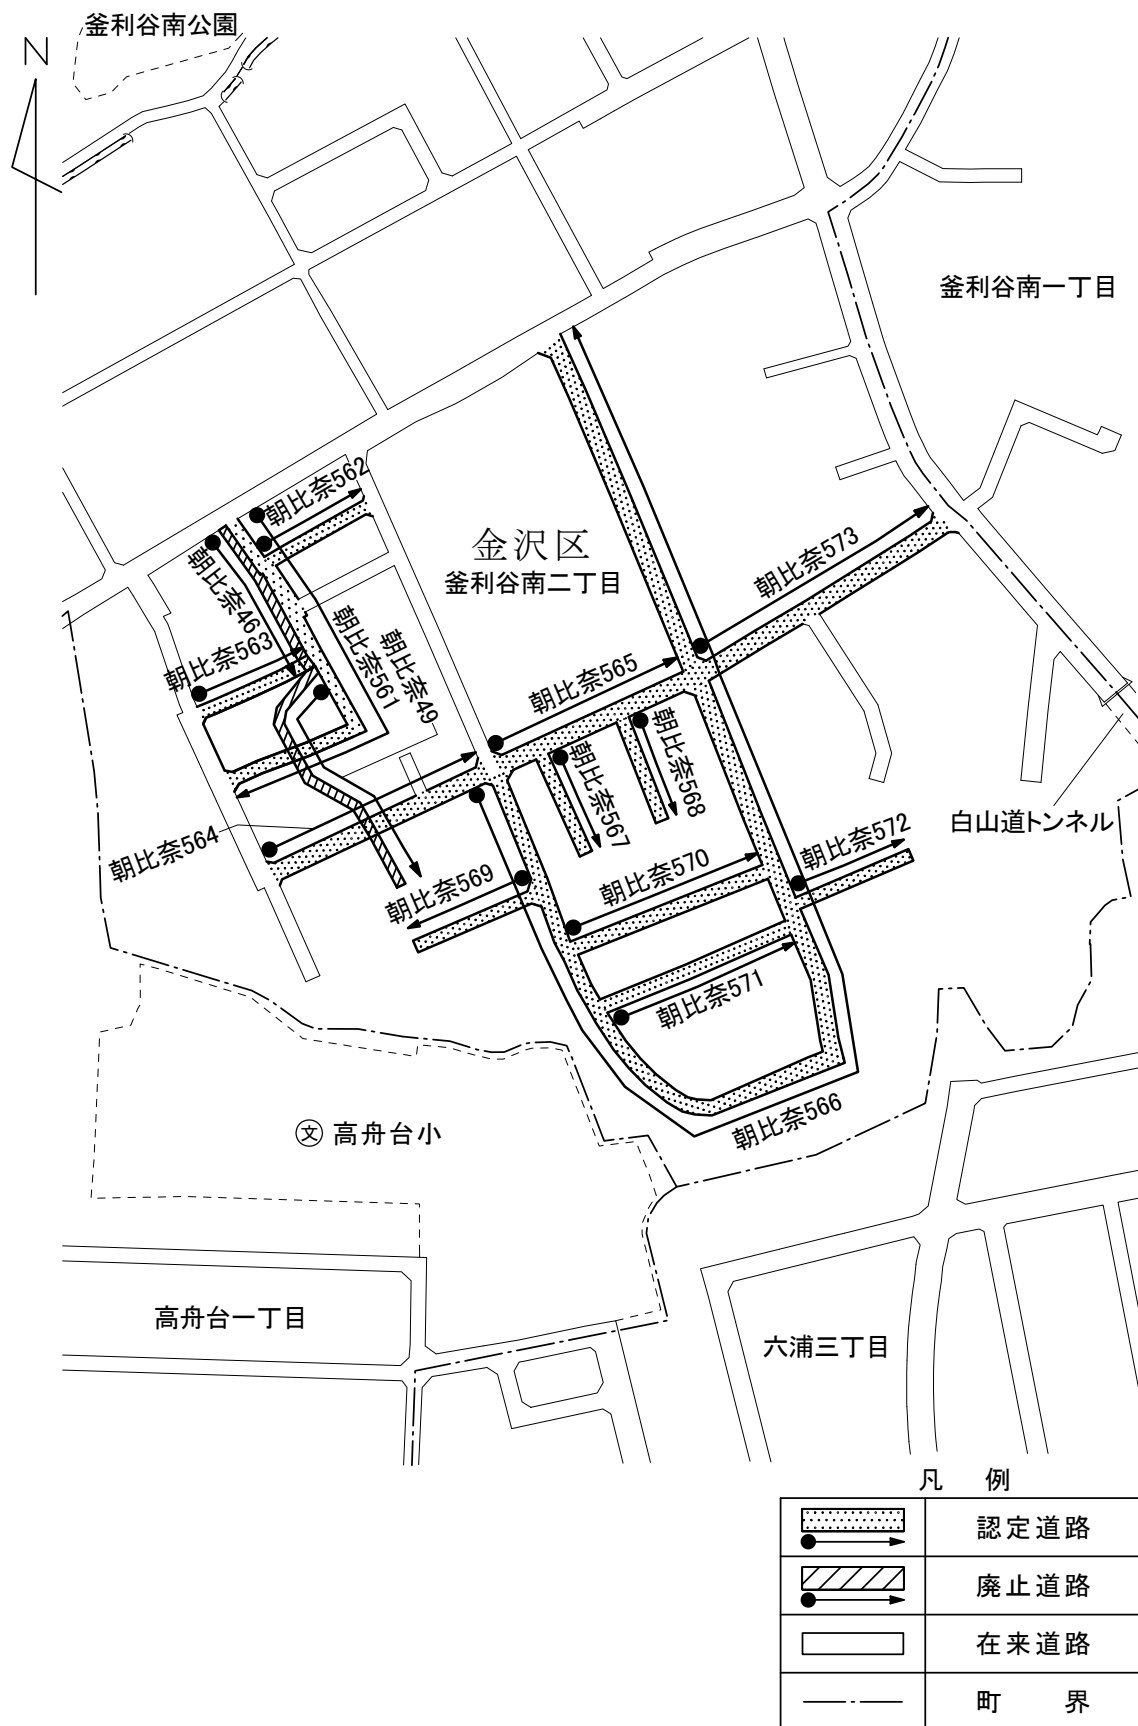 釜利谷南公園
N
釜利谷南一丁目
朝比奈562
金沢区
釜利谷南二丁目
朝比奈573
朝比奈46
朝比奈563
朝比奈561
朝比奈49
朝比奈565
朝比奈568
朝比奈567
白山道トンネル
朝比奈564
朝比奈572
朝比奈570
朝比奈569
朝比奈571
朝比奈566
文 高舟台小
高舟台一丁目
六浦三丁目
凡 例
認定道路
廃止道路
在来道路
町 界